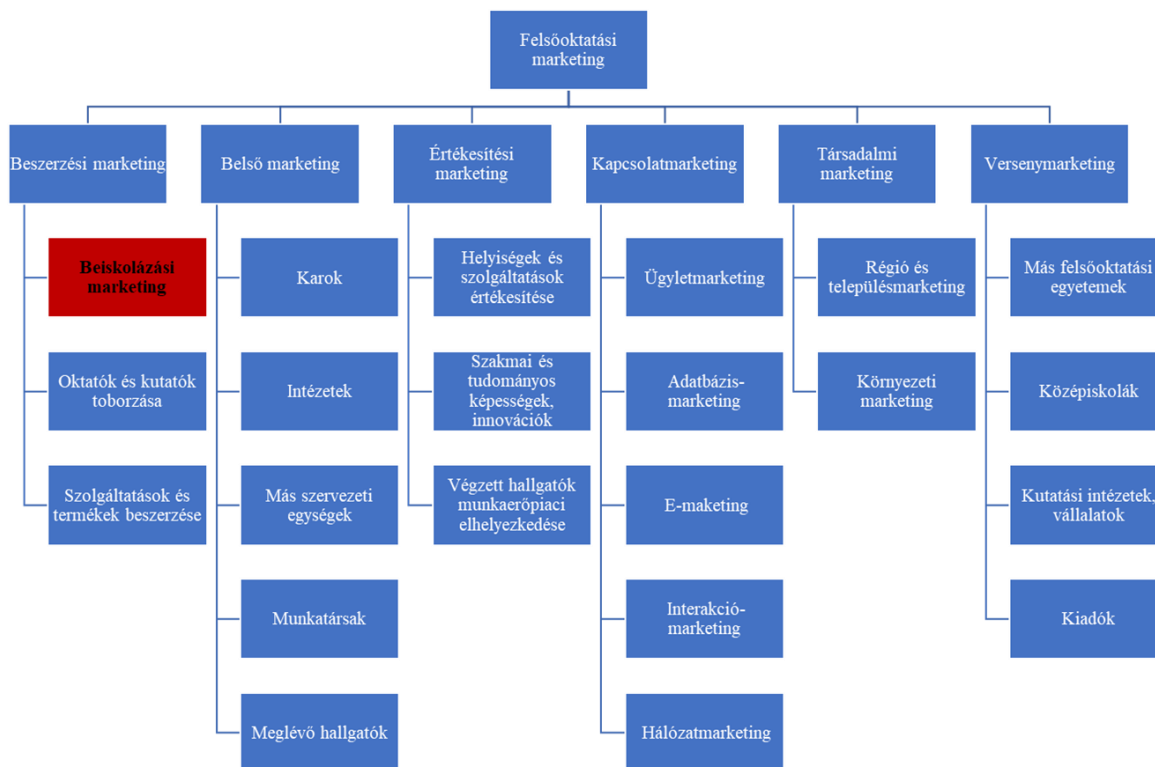 Felsőoktatási
marketing
Beszerzési marketing
Belső marketing
Értékesítési
marketing
Kapcsolatmarketing
Társadalmi
marketing
Versenymarketing
Beiskolázási
marketing
Oktatók és kutatók
toborzása
Szolgáltatások és
termékek beszerzése
Karok
Intézetek
Más szervezeti
egységek
Munkatársak
Meglévő hallgatók
Helyiségek és
szolgáltatások
értékesítése
Szakmai és
tudományos
képességek,
innovációk
Végzett hallgatók
munkaerőpiaci
elhelyezkedése
Ügyletmarketing
Adatbázis-
marketing
E-maketing
Interakció-
marketing
Hálózatmarketing
Régió és
településmarketing
Környezeti
marketing
Más felsőoktatási
egyetemek
Középiskolák
Kutatási intézetek,
vállalatok
Kiadók